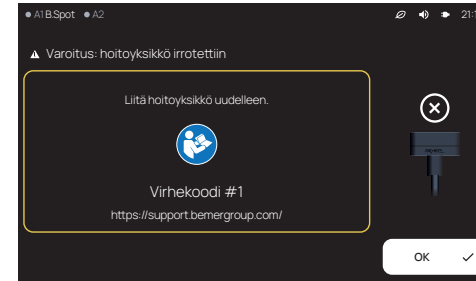 A1 B.Spot A2 21:1
Varoitus: hoitoyksikkö irrotettiin
Liitä hoitoyksikkö uudelleen.
Virhekoodi #1
https://support.bemergroup.com/
OK